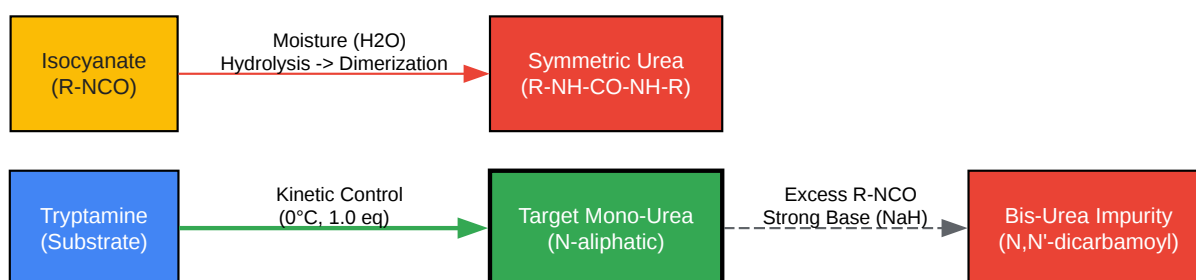 Isocyanate
(R-NCO)
Moisture (H2O)
Hydrolysis -> Dimerization
Symmetric Urea
(R-NH-CO-NH-R)
Tryptamine
(Substrate)
Kinetic Control
(0°C, 1.0 eq)
Target Mono-Urea
(N-aliphatic)
Excess R-NCO
Strong Base (NaH)
Bis-Urea Impurity
(N,N'-dicarbamoyl)